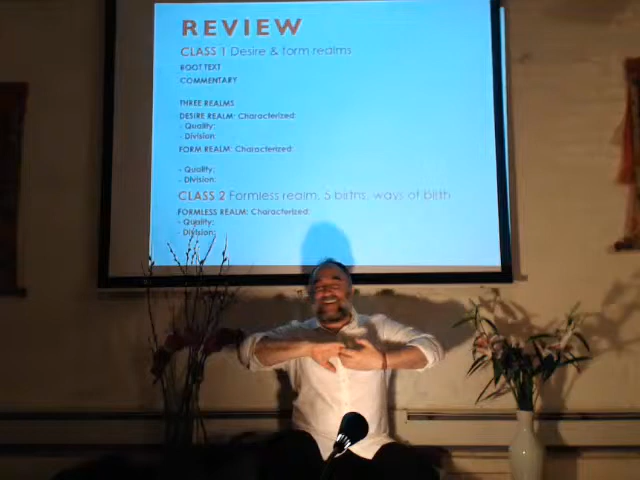 REVIEW
CLASS 1 Desire & form realms
ROOT TEXT
COMMENTARY
THREE REALMS
DESIRE REALM: Characterized:
- Quality:
- Division:
FORM REALM: Characterized:
- Quality:
- Division:
CLASS 2 Formless realm, 5 births, ways of birth
FORMLESS REALM: Characterized:
- Quality:
- Division: